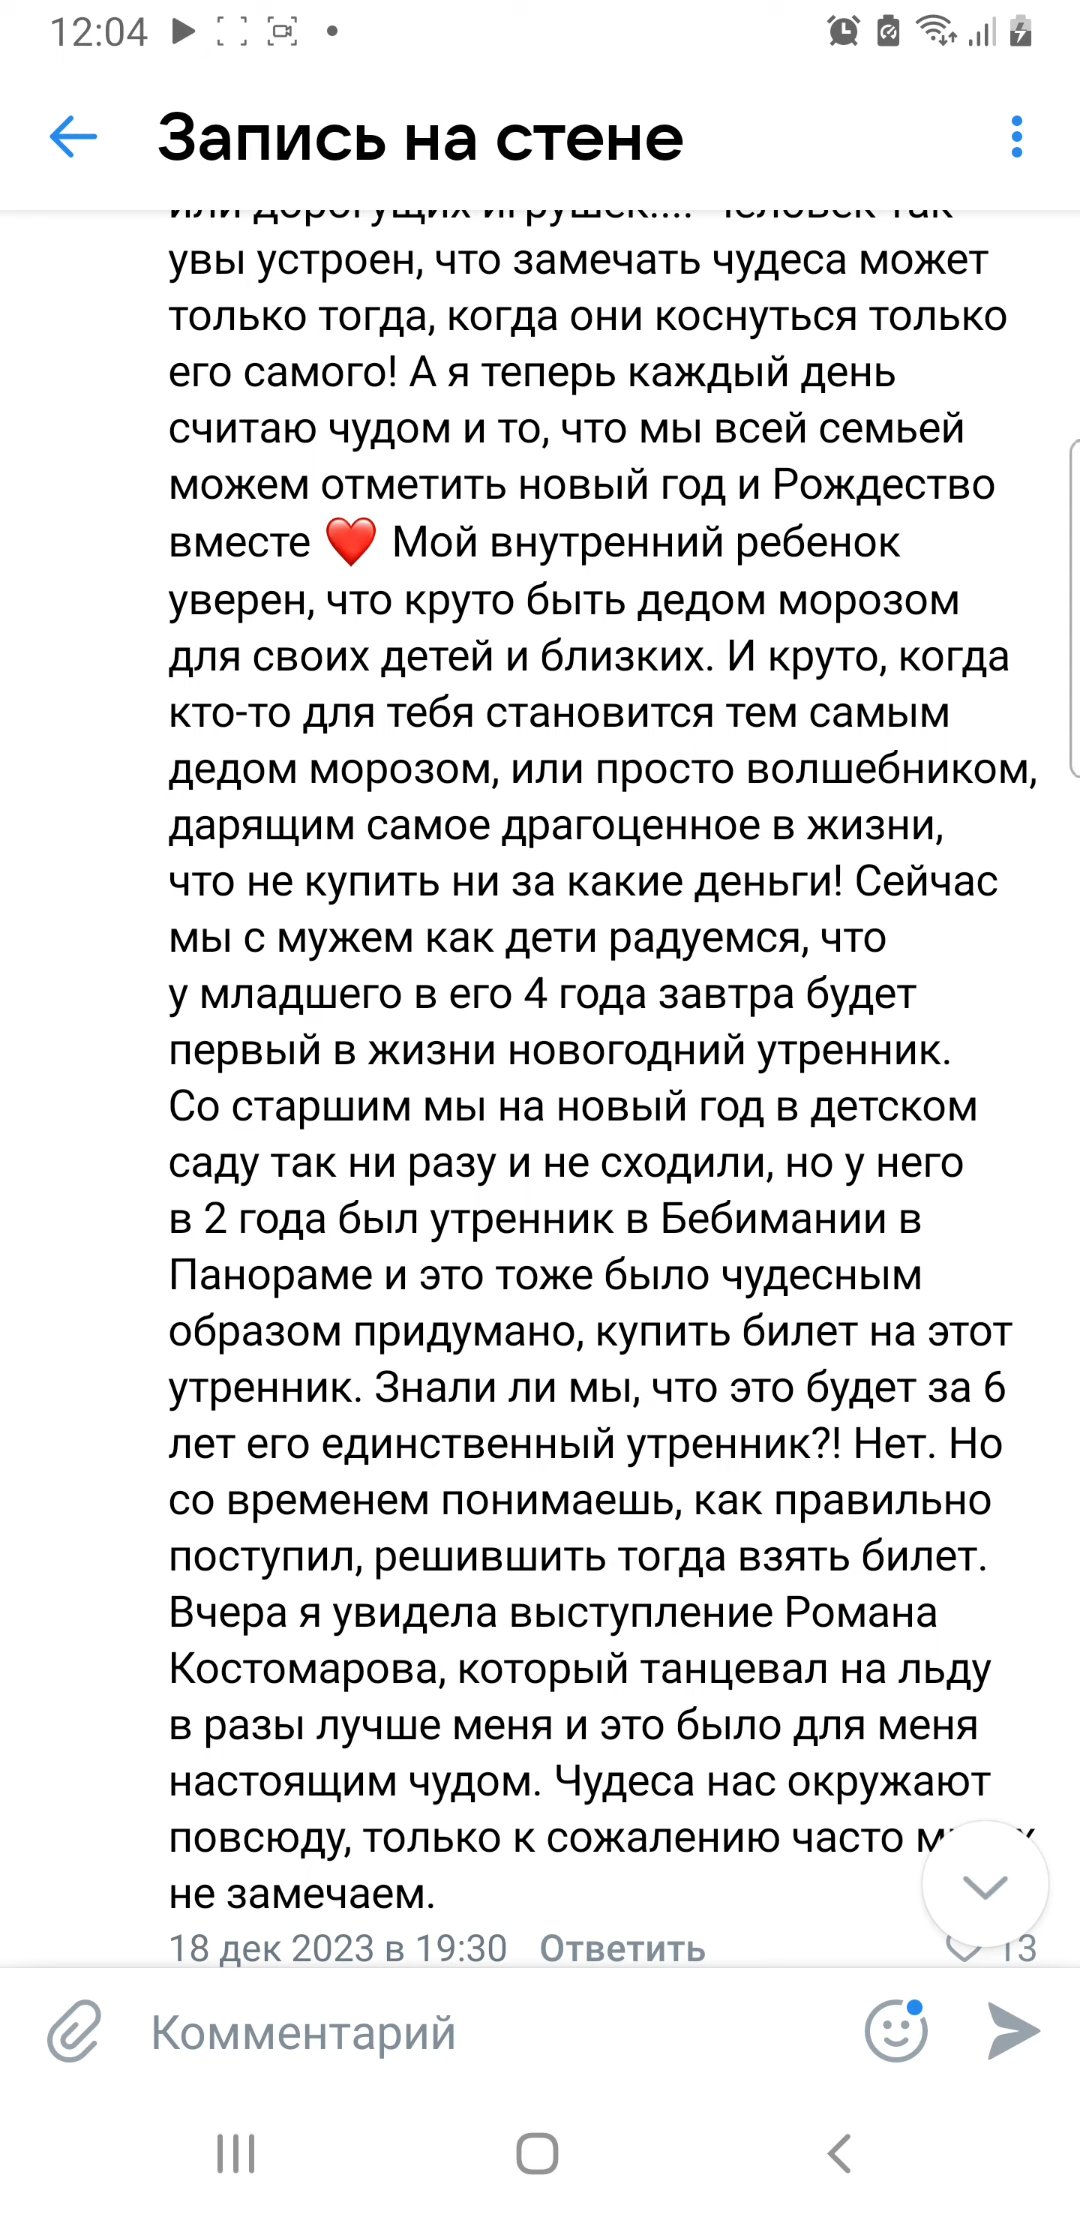 12:04
Запись на стене
или дорогущих игрушек.... Человек так
увы устроен, что замечать чудеса может
только тогда, когда они коснуться только
его самого! А я теперь каждый день
считаю чудом и то, что мы всей семьей
можем отметить новый год и Рождество
вместе ❤️ Мой внутренний ребенок
уверен, что круто быть дедом морозом
для своих детей и близких. И круто, когда
кто-то для тебя становится тем самым
дедом морозом, или просто волшебником,
дарящим самое драгоценное в жизни,
что не купить ни за какие деньги! Сейчас
мы с мужем как дети радуемся, что
у младшего в его 4 года завтра будет
первый в жизни новогодний утренник.
Со старшим мы на новый год в детском
саду так ни разу и не сходили, но у него
в 2 года был утренник в Бебимании в
Панораме и это тоже было чудесным
образом придумано, купить билет на этот
утренник. Знали ли мы, что это будет за 6
лет его единственный утренник?! Нет. Но
со временем понимаешь, как правильно
поступил, решившить тогда взять билет.
Вчера я увидела выступление Романа
Костомарова, который танцевал на льду
в разы лучше меня и это было для меня
настоящим чудом. Чудеса нас окружают
повсюду, только к сожалению часто
не замечаем.
18 дек 2023 в 19:30 Ответить 13
Комментарий